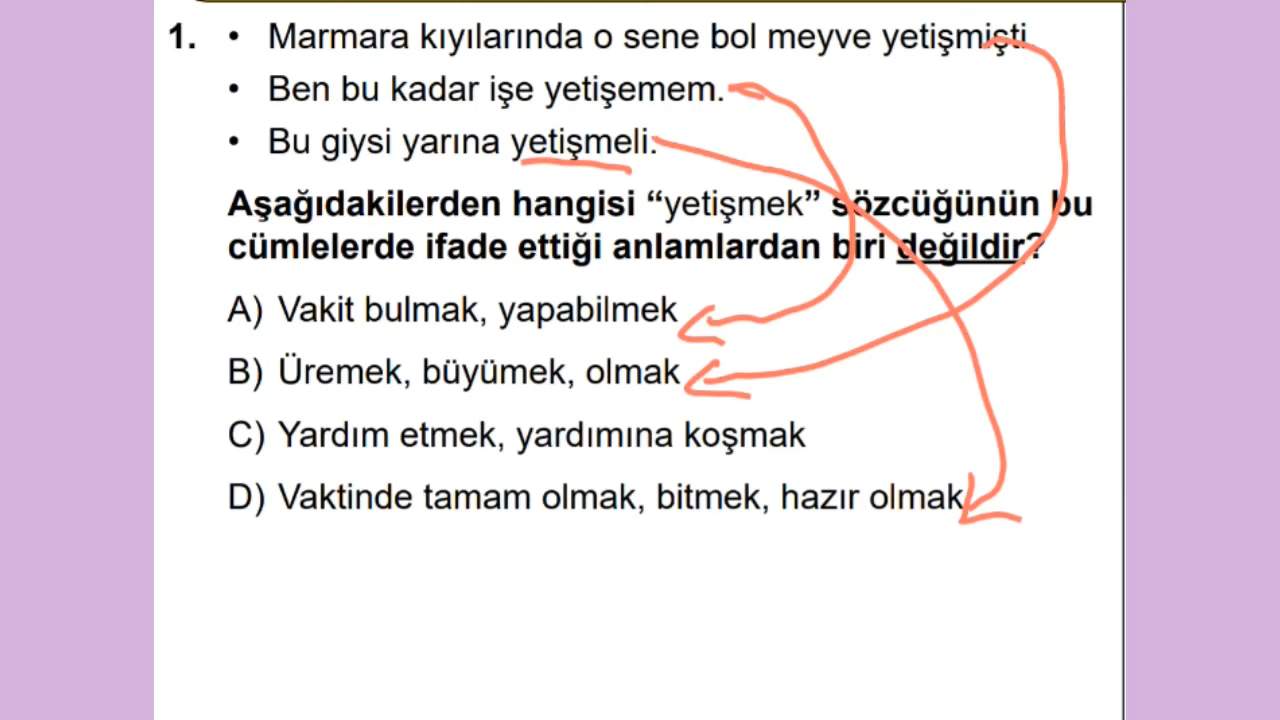 1. • Marmara kıyılarında o sene bol meyve yetişmişti.
• Ben bu kadar işe yetişemem.
• Bu giysi yarına yetişmeli.
Aşağıdakilerden hangisi “yetişmek” sözcüğünün bu
cümlelerde ifade ettiği anlamlardan biri değildir?
A) Vakit bulmak, yapabilmek
B) Üremek, büyümek, olmak
C) Yardım etmek, yardımına koşmak
D) Vaktinde tamam olmak, bitmek, hazır olmak